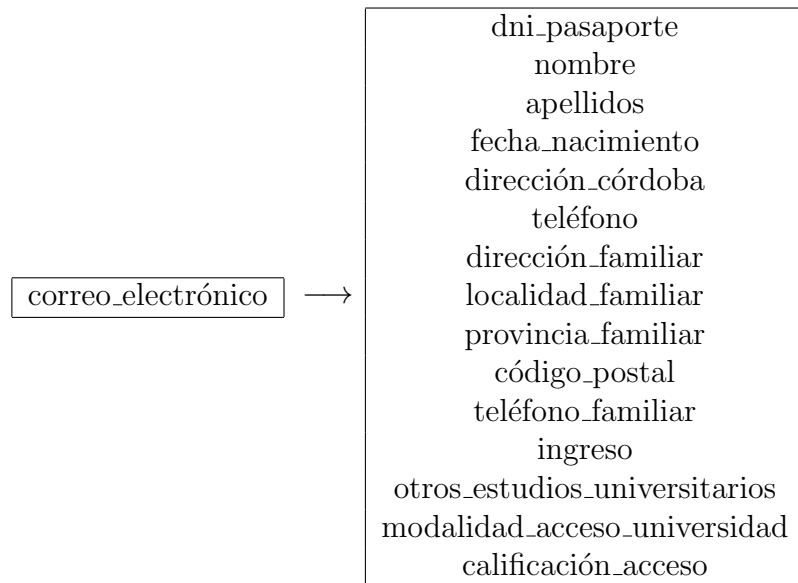 correo_electrónico ⟶
dni_pasaporte
nombre
apellidos
fecha_nacimiento
dirección_córdoba
teléfono
dirección_familiar
localidad_familiar
provincia_familiar
código_postal
teléfono_familiar
ingreso
otros_estudios_universitarios
modalidad_acceso_universidad
calificación_acceso